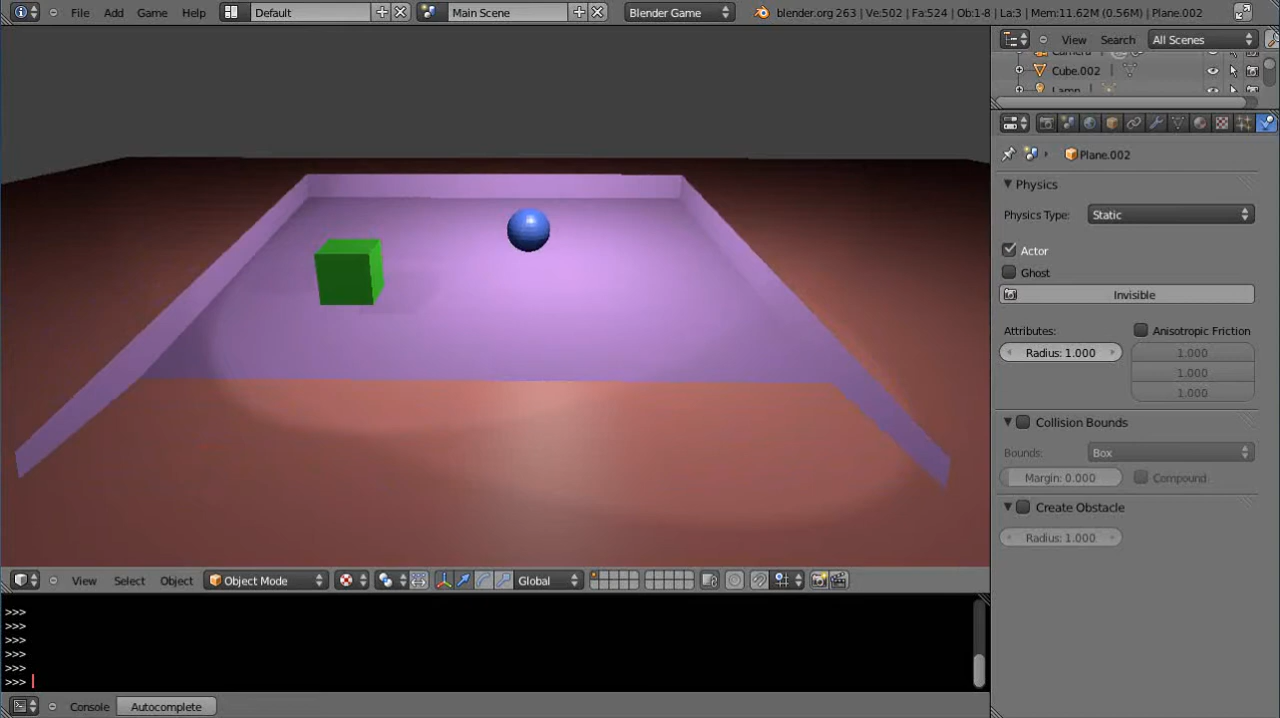 File Add Game Help Default Main Scene Blender Game blender.org 263 | Ve:502 | Fa:524 | Ob:1-8 | La:3 | Mem:11.62M (0.56M) | Plane.002
View Search All Scenes
Camera
Cube.002
Lamp
Plane.002
Physics
Physics Type: Static
Actor
Ghost
Invisible
Attributes: Anisotropic Friction
Radius: 1.000 1.000
1.000
1.000
Collision Bounds
Bounds: Box
Margin: 0.000 Compound
Create Obstacle
Radius: 1.000
View Select Object Object Mode Global
>>>
>>>
>>>
>>>
>>>
>>>
Console Autocomplete